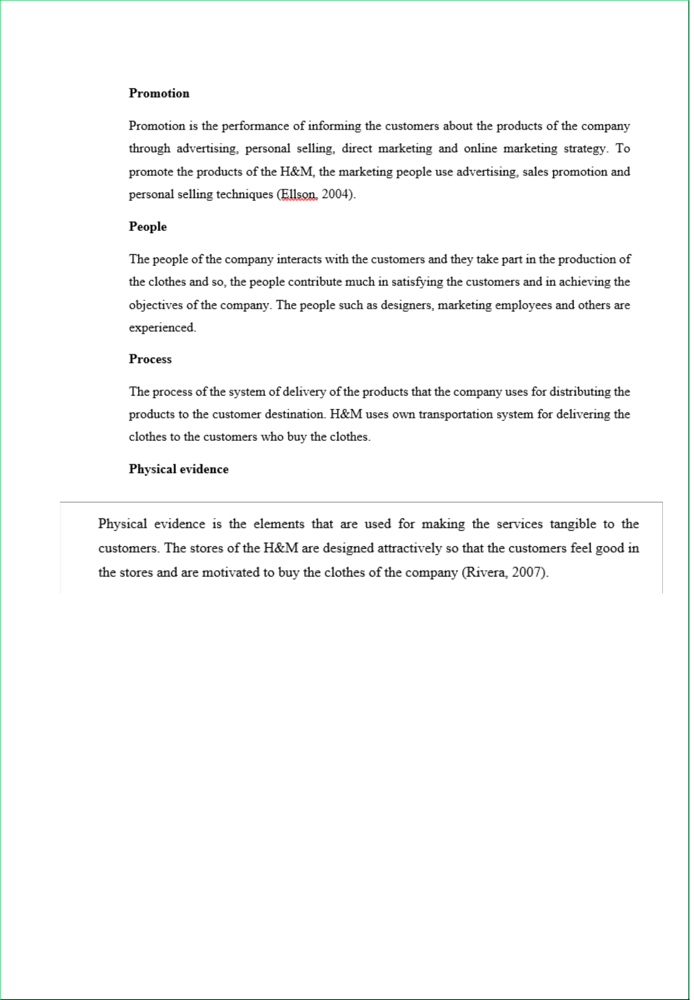 Promotion
Promotion is the performance of informing the customers about the products of the company
through advertising, personal selling, direct marketing and online marketing strategy. To
promote the products of the H&M, the marketing people use advertising, sales promotion and
personal selling techniques (Ellson, 2004).
People
The people of the company interacts with the customers and they take part in the production of
the clothes and so, the people contribute much in satisfying the customers and in achieving the
objectives of the company. The people such as designers, marketing employees and others are
experienced.
Process
The process of the system of delivery of the products that the company uses for distributing the
products to the customer destination. H&M uses own transportation system for delivering the
clothes to the customers who buy the clothes.
Physical evidence
Physical evidence is the elements that are used for making the services tangible to the
customers. The stores of the H&M are designed attractively so that the customers feel good in
the stores and are motivated to buy the clothes of the company (Rivera, 2007).